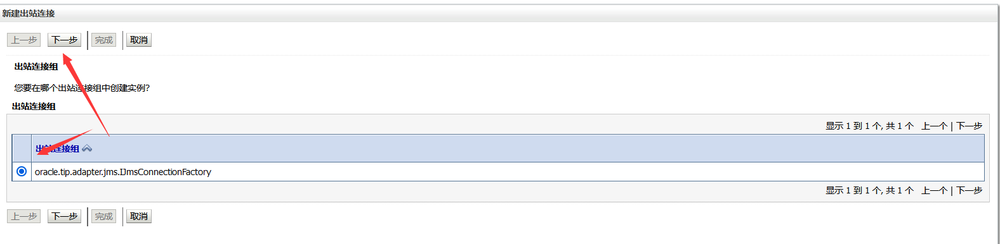 新建出站连接
上一步 下一步 完成 取消
出站连接组
您要在哪个出站连接组中创建实例?
出站连接组
显示 1 到 1 个, 共 1 个 上一个 | 下一步
出站连接组
oracle.tip.adapter.jms.IJmsConnectionFactory
显示 1 到 1 个, 共 1 个 上一个 | 下一步
上一步 下一步 完成 取消